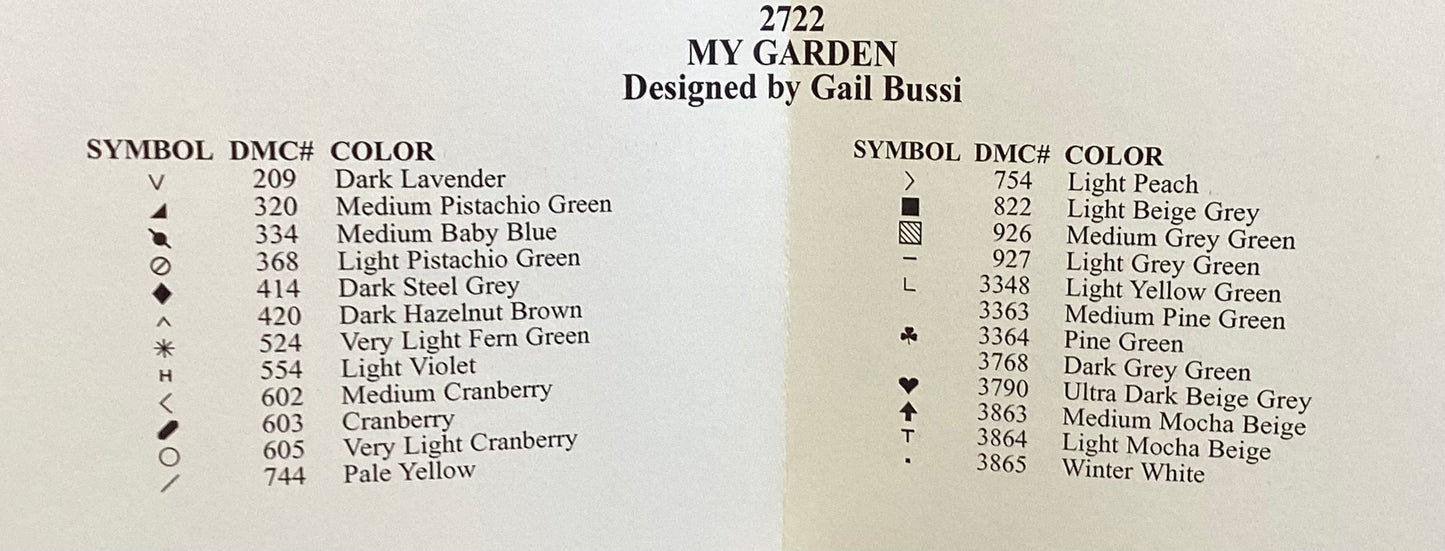 2722
MY GARDEN
Designed by Gail Bussi
SYMBOL DMC# COLOR
V 209 Dark Lavender
◢ 320 Medium Pistachio Green
334 Medium Baby Blue
⊘ 368 Light Pistachio Green
◆ 414 Dark Steel Grey
^ 420 Dark Hazelnut Brown
✳ 524 Very Light Fern Green
H 554 Light Violet
< 602 Medium Cranberry
603 Cranberry
○ 605 Very Light Cranberry
/ 744 Pale Yellow
SYMBOL DMC# COLOR
> 754 Light Peach
■ 822 Light Beige Grey
▧ 926 Medium Grey Green
– 927 Light Grey Green
L 3348 Light Yellow Green
3363 Medium Pine Green
♣ 3364 Pine Green
3768 Dark Grey Green
♥ 3790 Ultra Dark Beige Grey
⬆ 3863 Medium Mocha Beige
T 3864 Light Mocha Beige
· 3865 Winter White